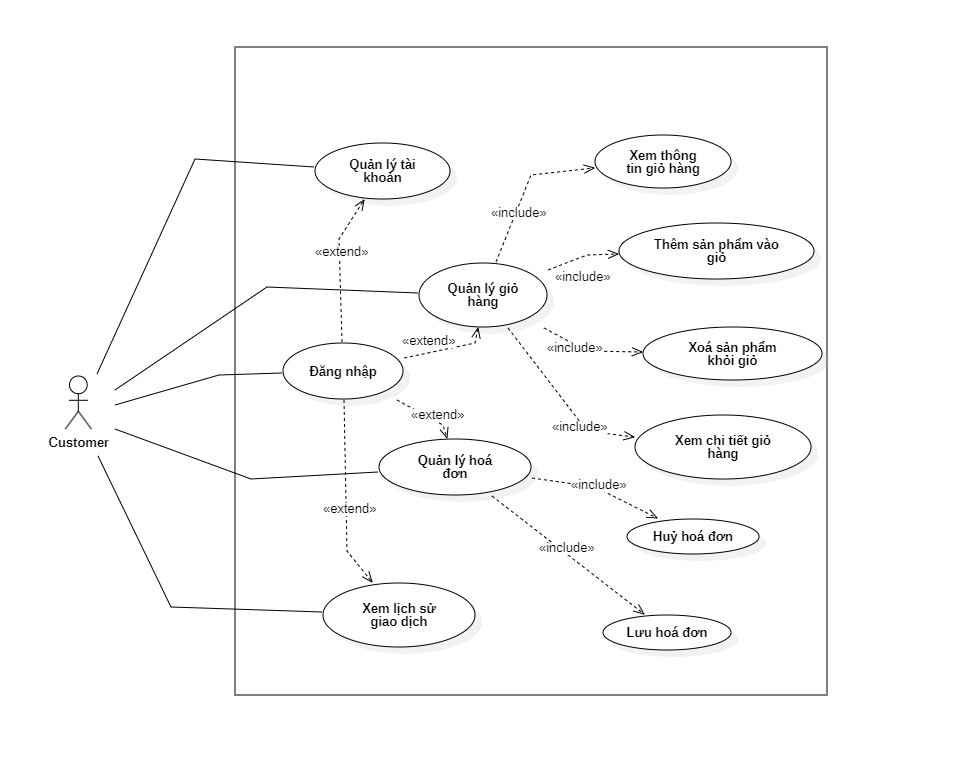 Quản lý tài
khoản
Xem thông
tin giỏ hàng
«include»
Thêm sản phẩm vào
giỏ
«extend»
«include»
Quản lý giỏ
hàng
«extend»
«include»
Xoá sản phẩm
khỏi giỏ
Đăng nhập
«extend»
«include»
Xem chi tiết giỏ
hàng
Customer
Quản lý hoá
đơn
«include»
«extend»
Huỷ hoá đơn
«include»
Xem lịch sử
giao dịch
Lưu hoá đơn